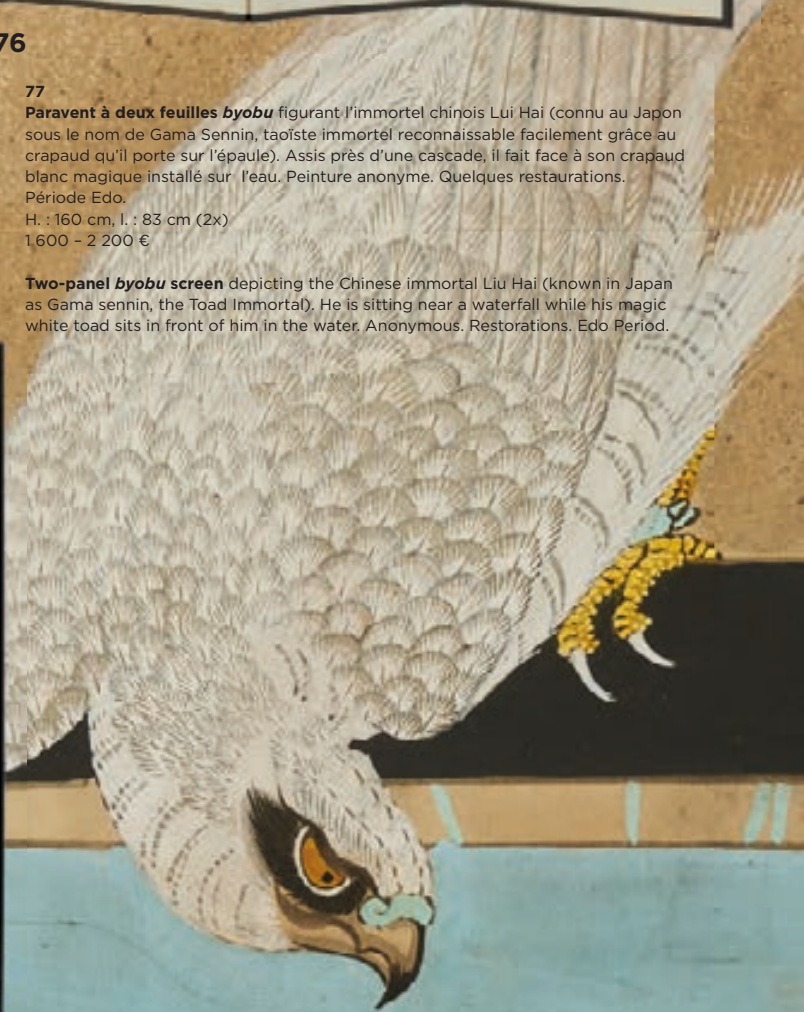 76
77
Paravent à deux feuilles byobu figurant l'immortel chinois Lui Hai (connu au Japon
sous le nom de Gama Sennin, taoïste immortel reconnaissable facilement grâce au
crapaud qu'il porte sur l'épaule). Assis près d'une cascade, il fait face à son crapaud
blanc magique installé sur l'eau. Peinture anonyme. Quelques restaurations.
Période Edo.
H. : 160 cm, l. : 83 cm (2x)
1 600 – 2 200 €
Two-panel byobu screen depicting the Chinese immortal Liu Hai (known in Japan
as Gama sennin, the Toad Immortal). He is sitting near a waterfall while his magic
white toad sits in front of him in the water. Anonymous. Restorations. Edo Period.